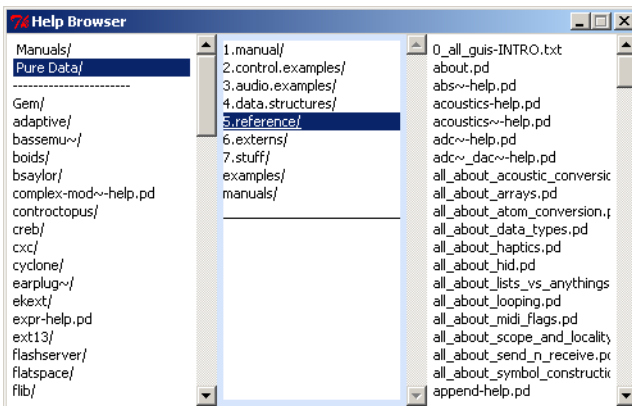 Help Browser
Manuals/
Pure Data/
-----------------------
Gem/
adaptive/
bassemu~/
boids/
bsaylor/
complex-mod~-help.pd
controctopus/
creb/
cxc/
cyclone/
earplug~/
ekext/
expr-help.pd
ext13/
flashserver/
flatspace/
flib/
1.manual/
2.control.examples/
3.audio.examples/
4.data.structures/
5.reference/
6.externs/
7.stuff/
examples/
manuals/
0_all_guis-INTRO.txt
about.pd
abs~-help.pd
acoustics-help.pd
acoustics~-help.pd
adc~-help.pd
adc~_dac~-help.pd
all_about_acoustic_conversic
all_about_arrays.pd
all_about_atom_conversion.p
all_about_data_types.pd
all_about_haptics.pd
all_about_hid.pd
all_about_lists_vs_anythings
all_about_looping.pd
all_about_midi_flags.pd
all_about_scope_and_locality
all_about_send_n_receive.pc
all_about_symbol_constructic
append-help.pd